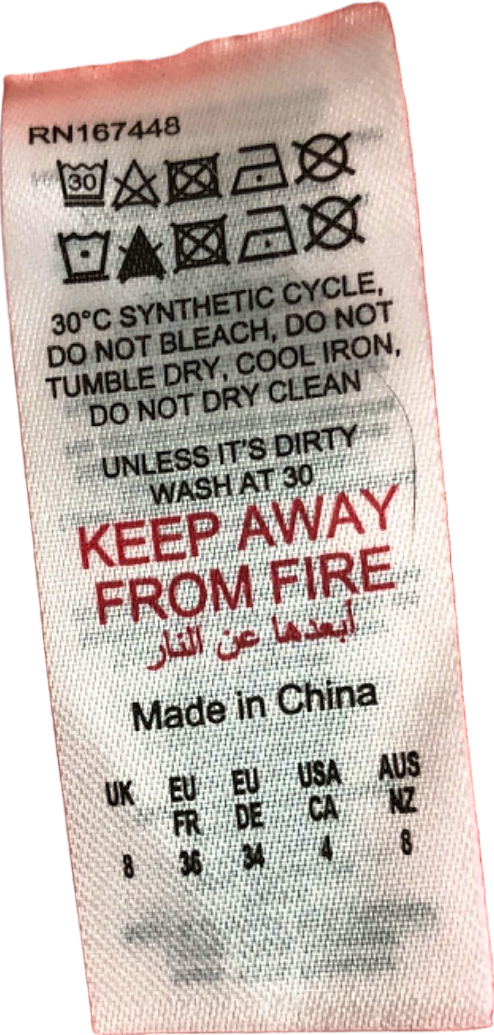 RN167448
30
30°C SYNTHETIC CYCLE,
DO NOT BLEACH, DO NOT
TUMBLE DRY, COOL IRON,
DO NOT DRY CLEAN
UNLESS IT'S DIRTY
WASH AT 30
KEEP AWAY
FROM FIRE
أبعدها عن النار
Made in China
UK EU EU USA AUS
FR DE CA NZ
8 36 34 4 8